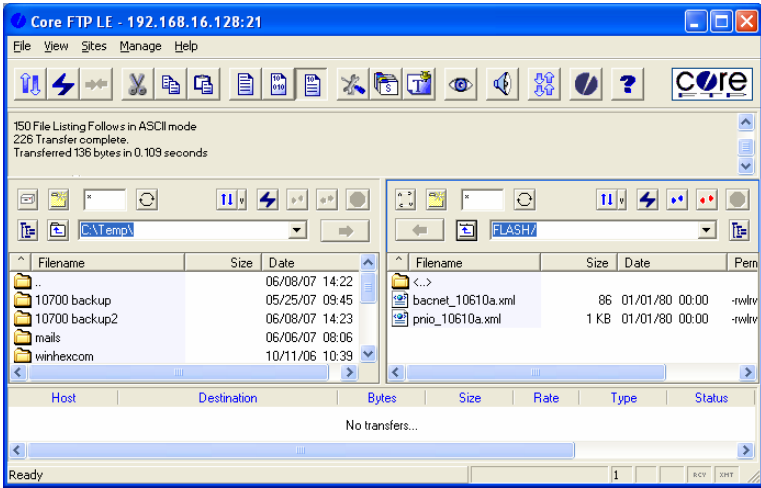 Core FTP LE - 192.168.16.128:21
File View Sites Manage Help
core
150 File Listing Follows in ASCII mode
226 Transfer complete.
Transferred 136 bytes in 0.109 seconds
* *
C:\Temp\ FLASH/
^ Filename Size Date ^ Filename Size Date Perm
.. 06/08/07 14:22 <..>
10700 backup 05/25/07 09:45 bacnet_10610a.xml 86 01/01/80 00:00 -rwlrv
10700 backup2 06/08/07 14:23 pnio_10610a.xml 1 KB 01/01/80 00:00 -rwlrv
mails 06/06/07 08:06
winhexcom 10/11/06 10:39
Host Destination Bytes Size Rate Type Status
No transfers...
Ready 1 RCV XMT